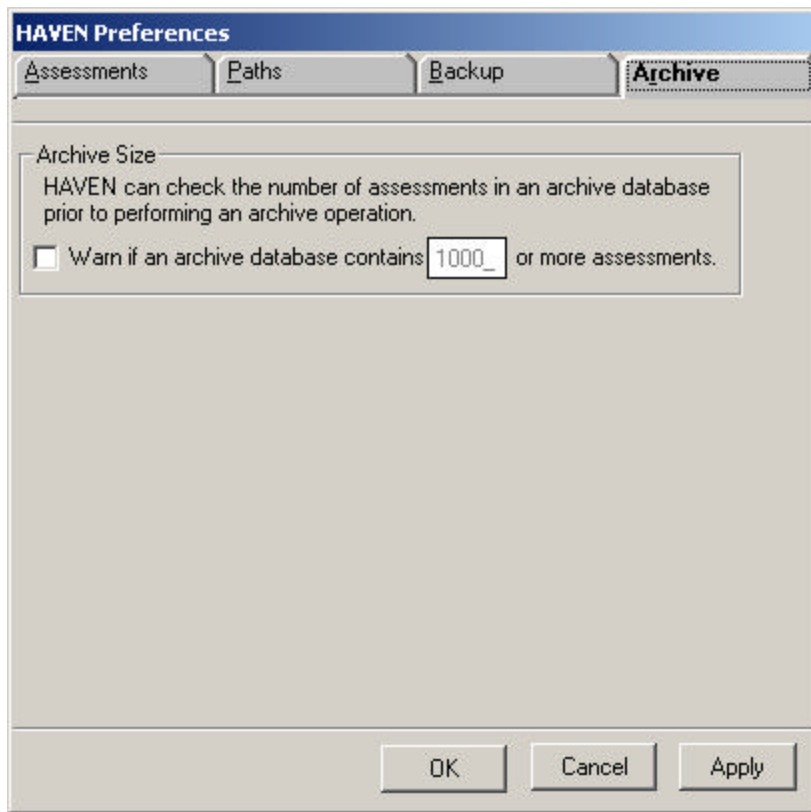 HAVEN Preferences
Assessments Paths Backup Archive
Archive Size
HAVEN can check the number of assessments in an archive database
prior to performing an archive operation.
Warn if an archive database contains 1000_ or more assessments.
OK Cancel Apply